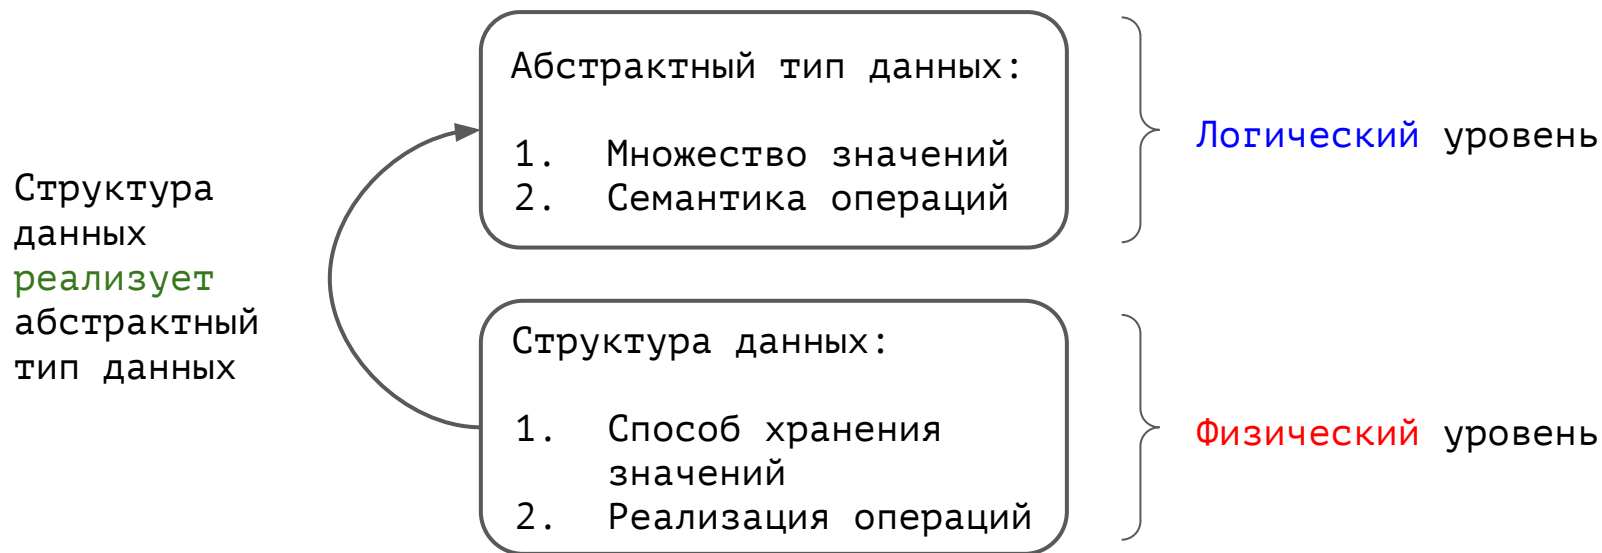 Абстрактный тип данных:
1. Множество значений
2. Семантика операций
Логический уровень
Структура
данных
реализует
абстрактный
тип данных
Структура данных:
1. Способ хранения
значений
2. Реализация операций
Физический уровень